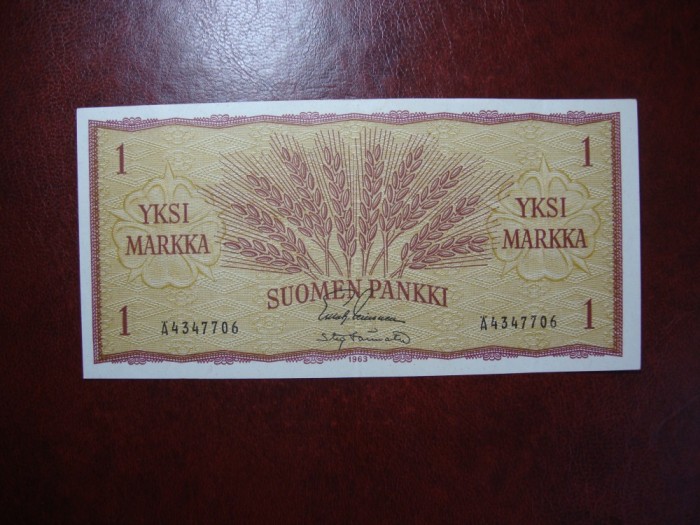 1
1
YKSI
MARKKA
YKSI
MARKKA
SUOMEN PANKKI
1
Ä4347706
Ä4347706
1
1963